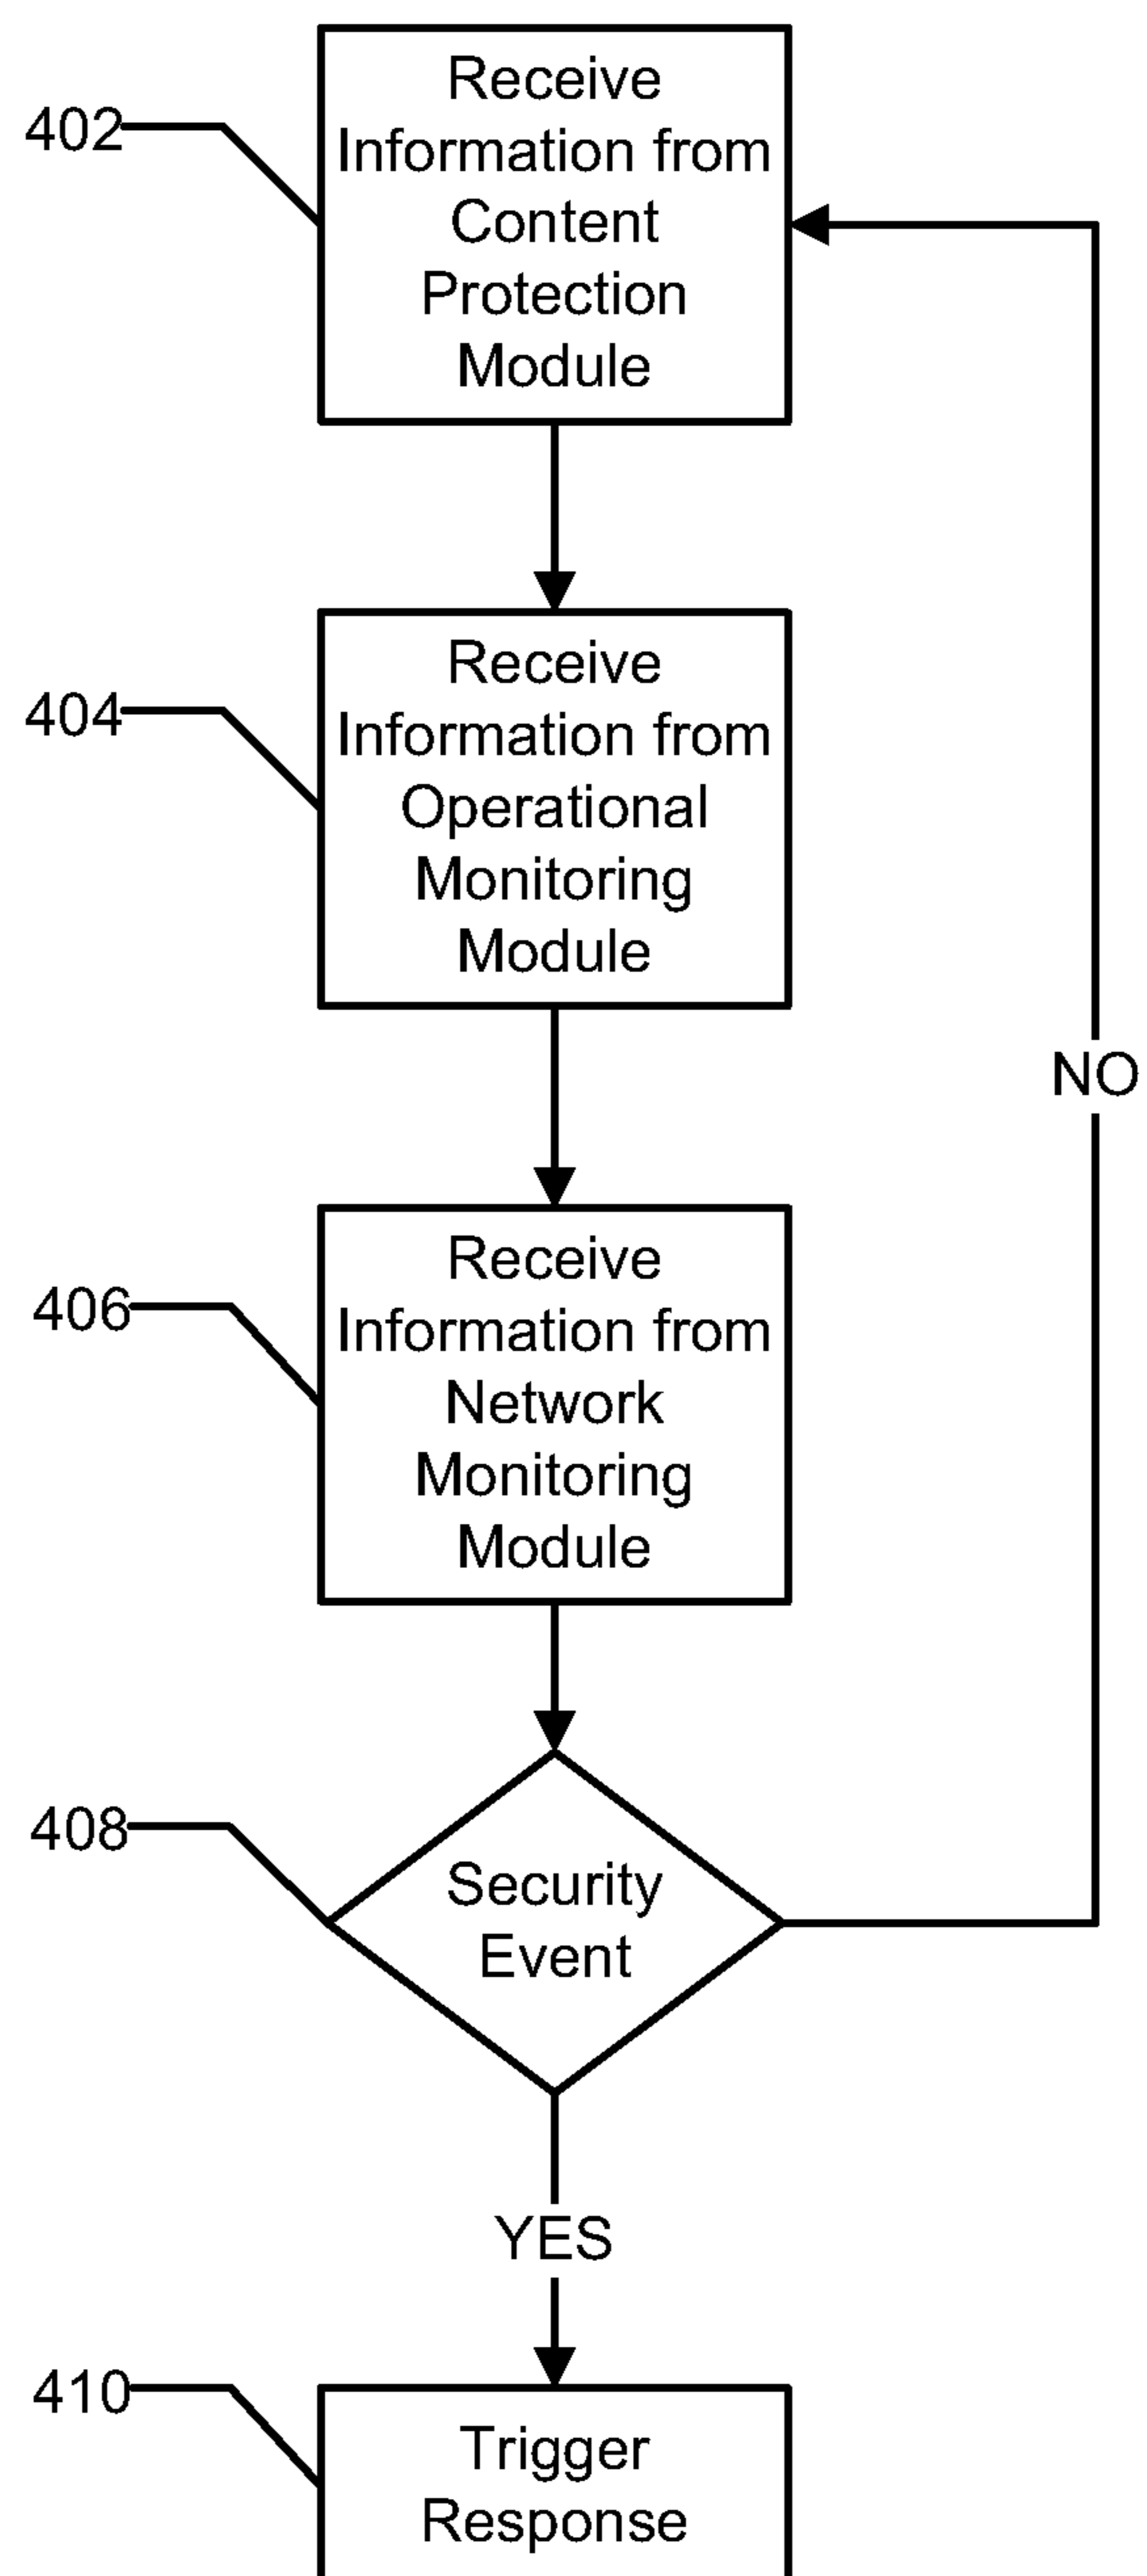 402
Receive
Information from
Content
Protection
Module
404
Receive
Information from
Operational
Monitoring
Module
NO
406
Receive
Information from
Network
Monitoring
Module
408
Security
Event
YES
410
Trigger
Response